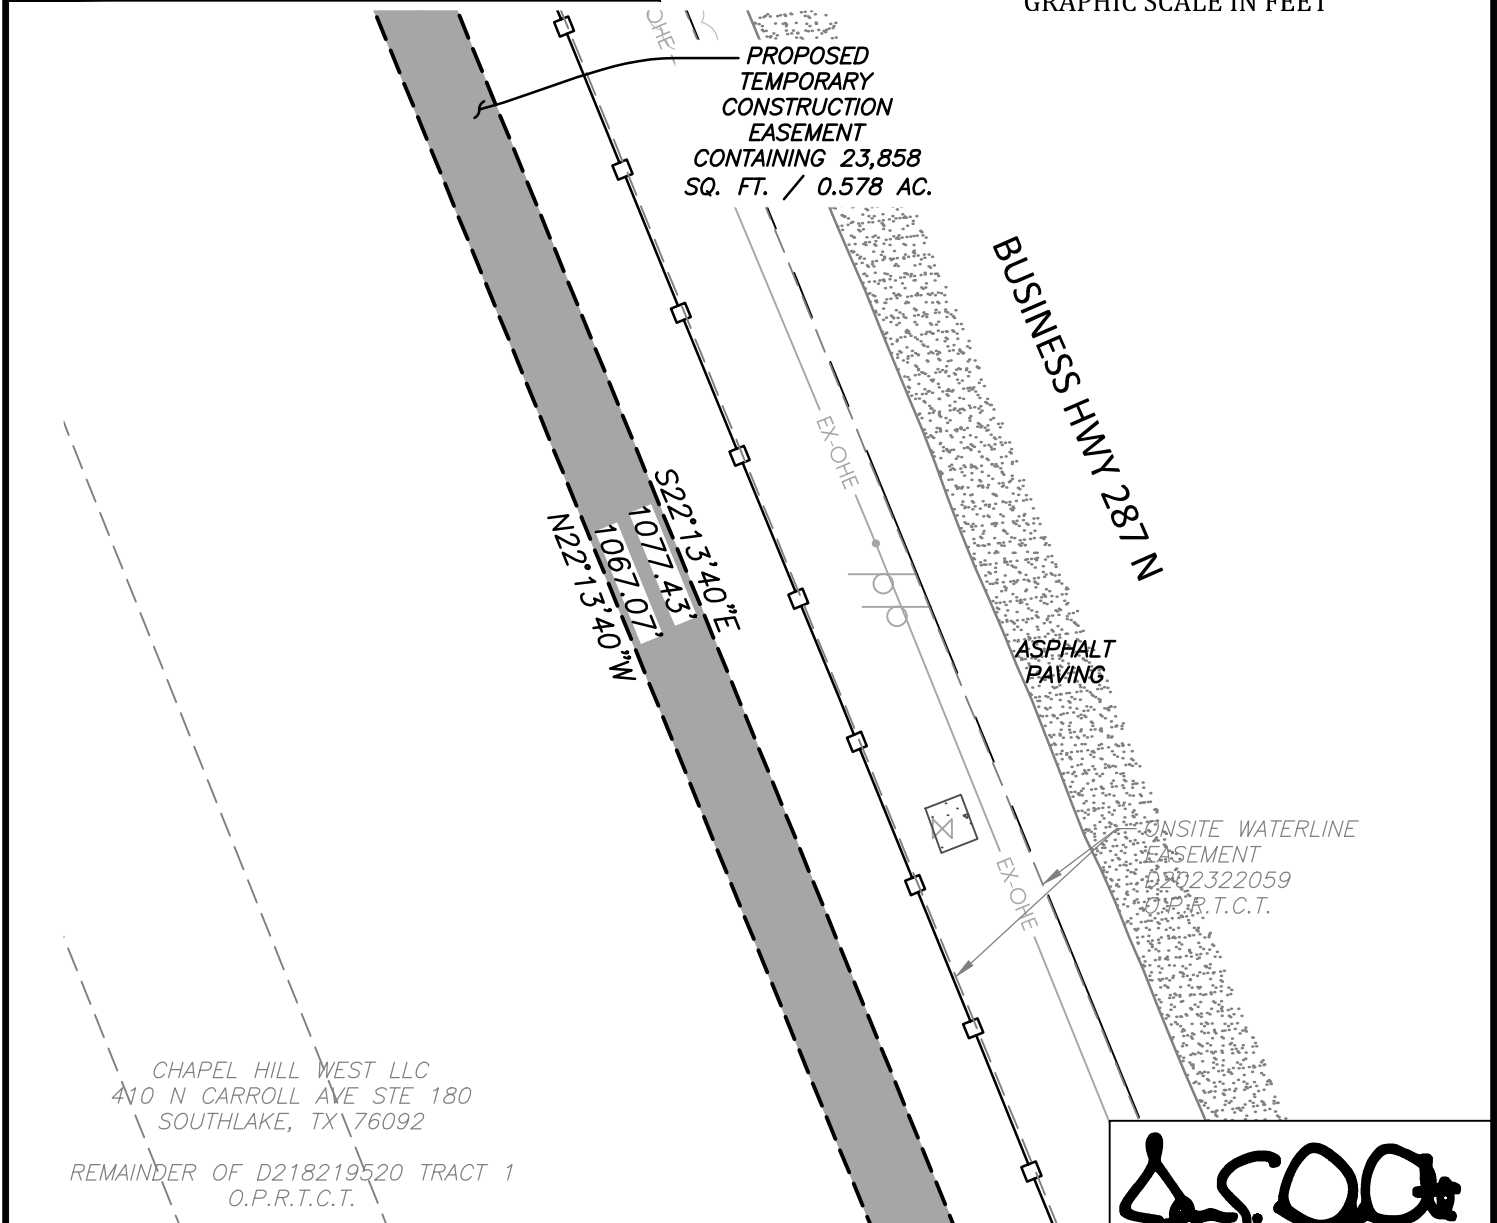 GRAPHIC SCALE IN FEET
OHE
PROPOSED
TEMPORARY
CONSTRUCTION
EASEMENT
CONTAINING 23,858
SQ. FT. / 0.578 AC.
BUSINESS HWY 287 N
EX-OHE
S22°13'40"E
1077.43'
1067.07'
N22°13'40"W
ASPHALT
PAVING
ONSITE WATERLINE
EASEMENT
D202322059
O.P.R.T.C.T.
EX-OHE
CHAPEL HILL WEST LLC
410 N CARROLL AVE STE 180
SOUTHLAKE, TX 76092
REMAINDER OF D218219520 TRACT 1
O.P.R.T.C.T.